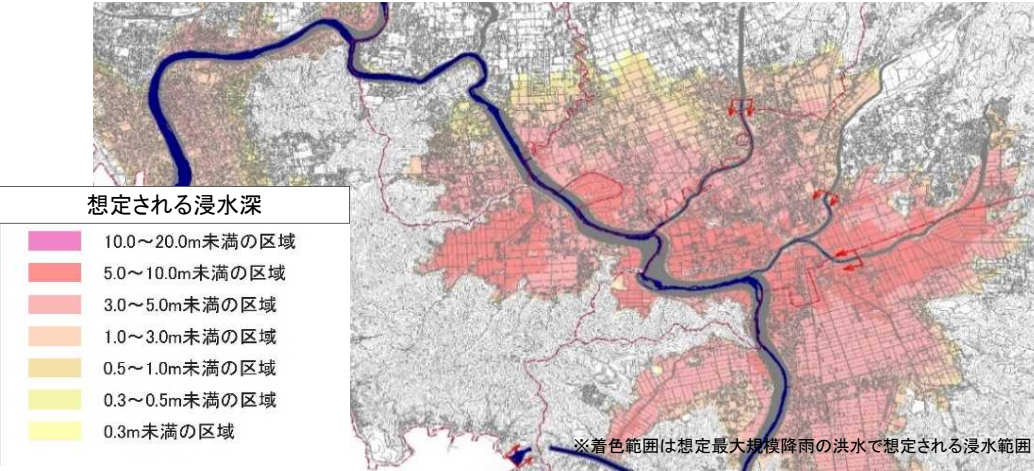 想定される浸水深
10.0～20.0m未満の区域
5.0～10.0m未満の区域
3.0～5.0m未満の区域
1.0～3.0m未満の区域
0.5～1.0m未満の区域
0.3～0.5m未満の区域
0.3m未満の区域
※着色範囲は想定最大規模降雨の洪水で想定される浸水範囲